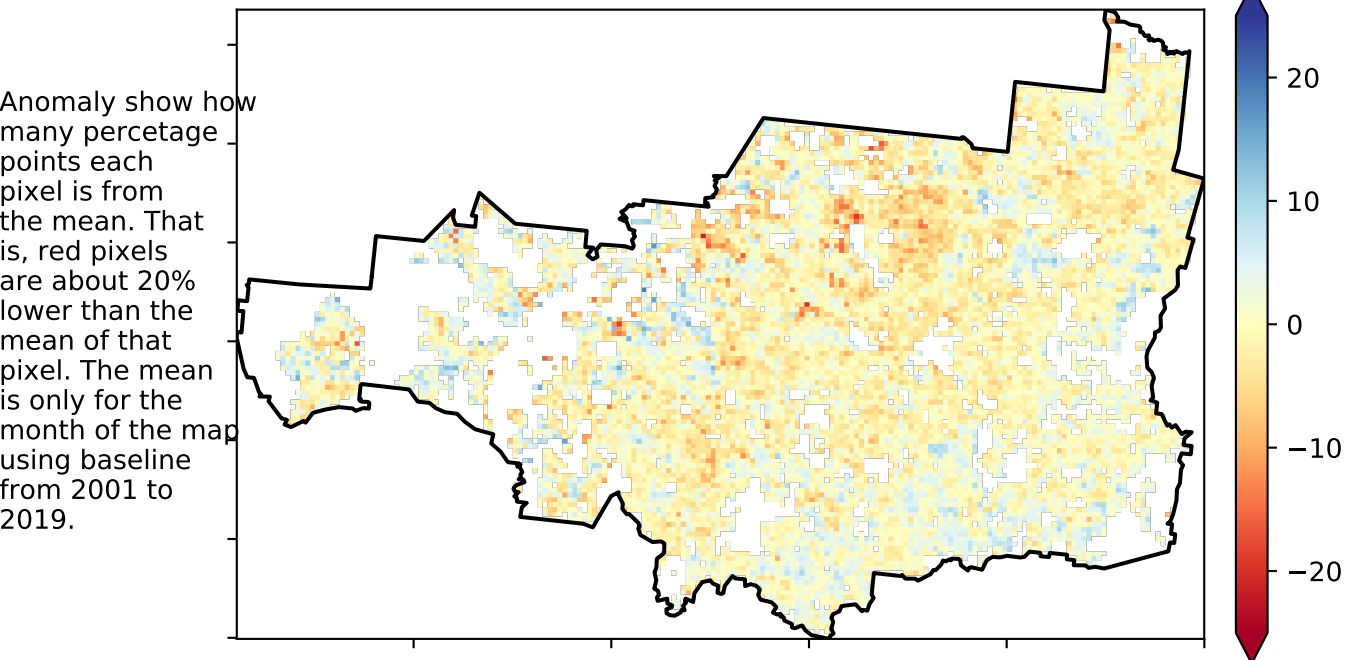 Anomaly show how
many percetage
points each
pixel is from
the mean. That
is, red pixels
are about 20%
lower than the
mean of that
pixel. The mean
is only for the
month of the map
using baseline
from 2001 to
2019.
20
10
0
−10
−20